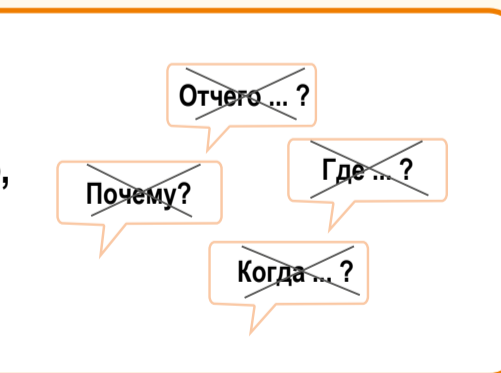 Отчего ... ?
,
Где ... ?
Почему?
Когда ... ?